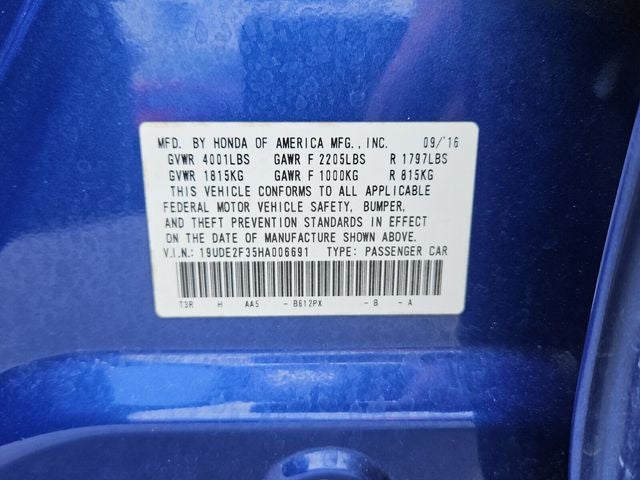 MFD. BY HONDA OF AMERICA MFG., INC. 09/'16
GVWR 4001LBS GAWR F 2205LBS R 1797LBS
GVWR 1815KG GAWR F 1000KG R 815KG
THIS VEHICLE CONFORMS TO ALL APPLICABLE
FEDERAL MOTOR VEHICLE SAFETY, BUMPER,
AND THEFT PREVENTION STANDARDS IN EFFECT
ON THE DATE OF MANUFACTURE SHOWN ABOVE.
V.I.N.: 19UDE2F35HA006691 TYPE: PASSENGER CAR
T3R H AA5 - B612PX - B - A